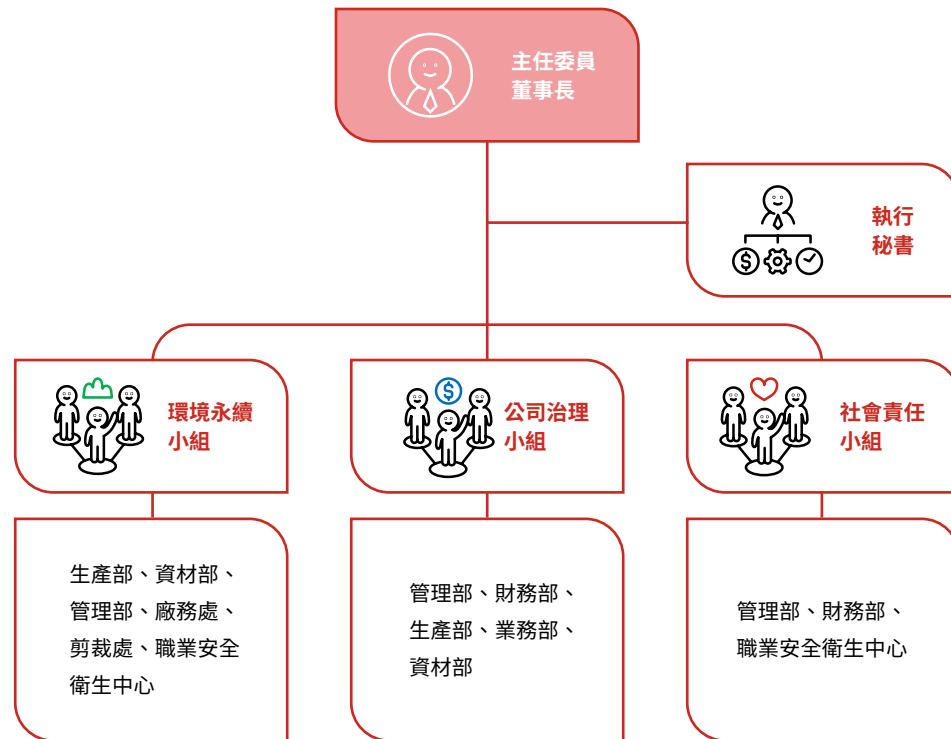 主任委員
董事長
執行
秘書
環境永續
小組
公司治理
小組
社會責任
小組
生產部、資材部、
管理部、廠務處、
剪裁處、職業安全
衛生中心
管理部、財務部、
生產部、業務部、
資材部
管理部、財務部、
職業安全衛生中心